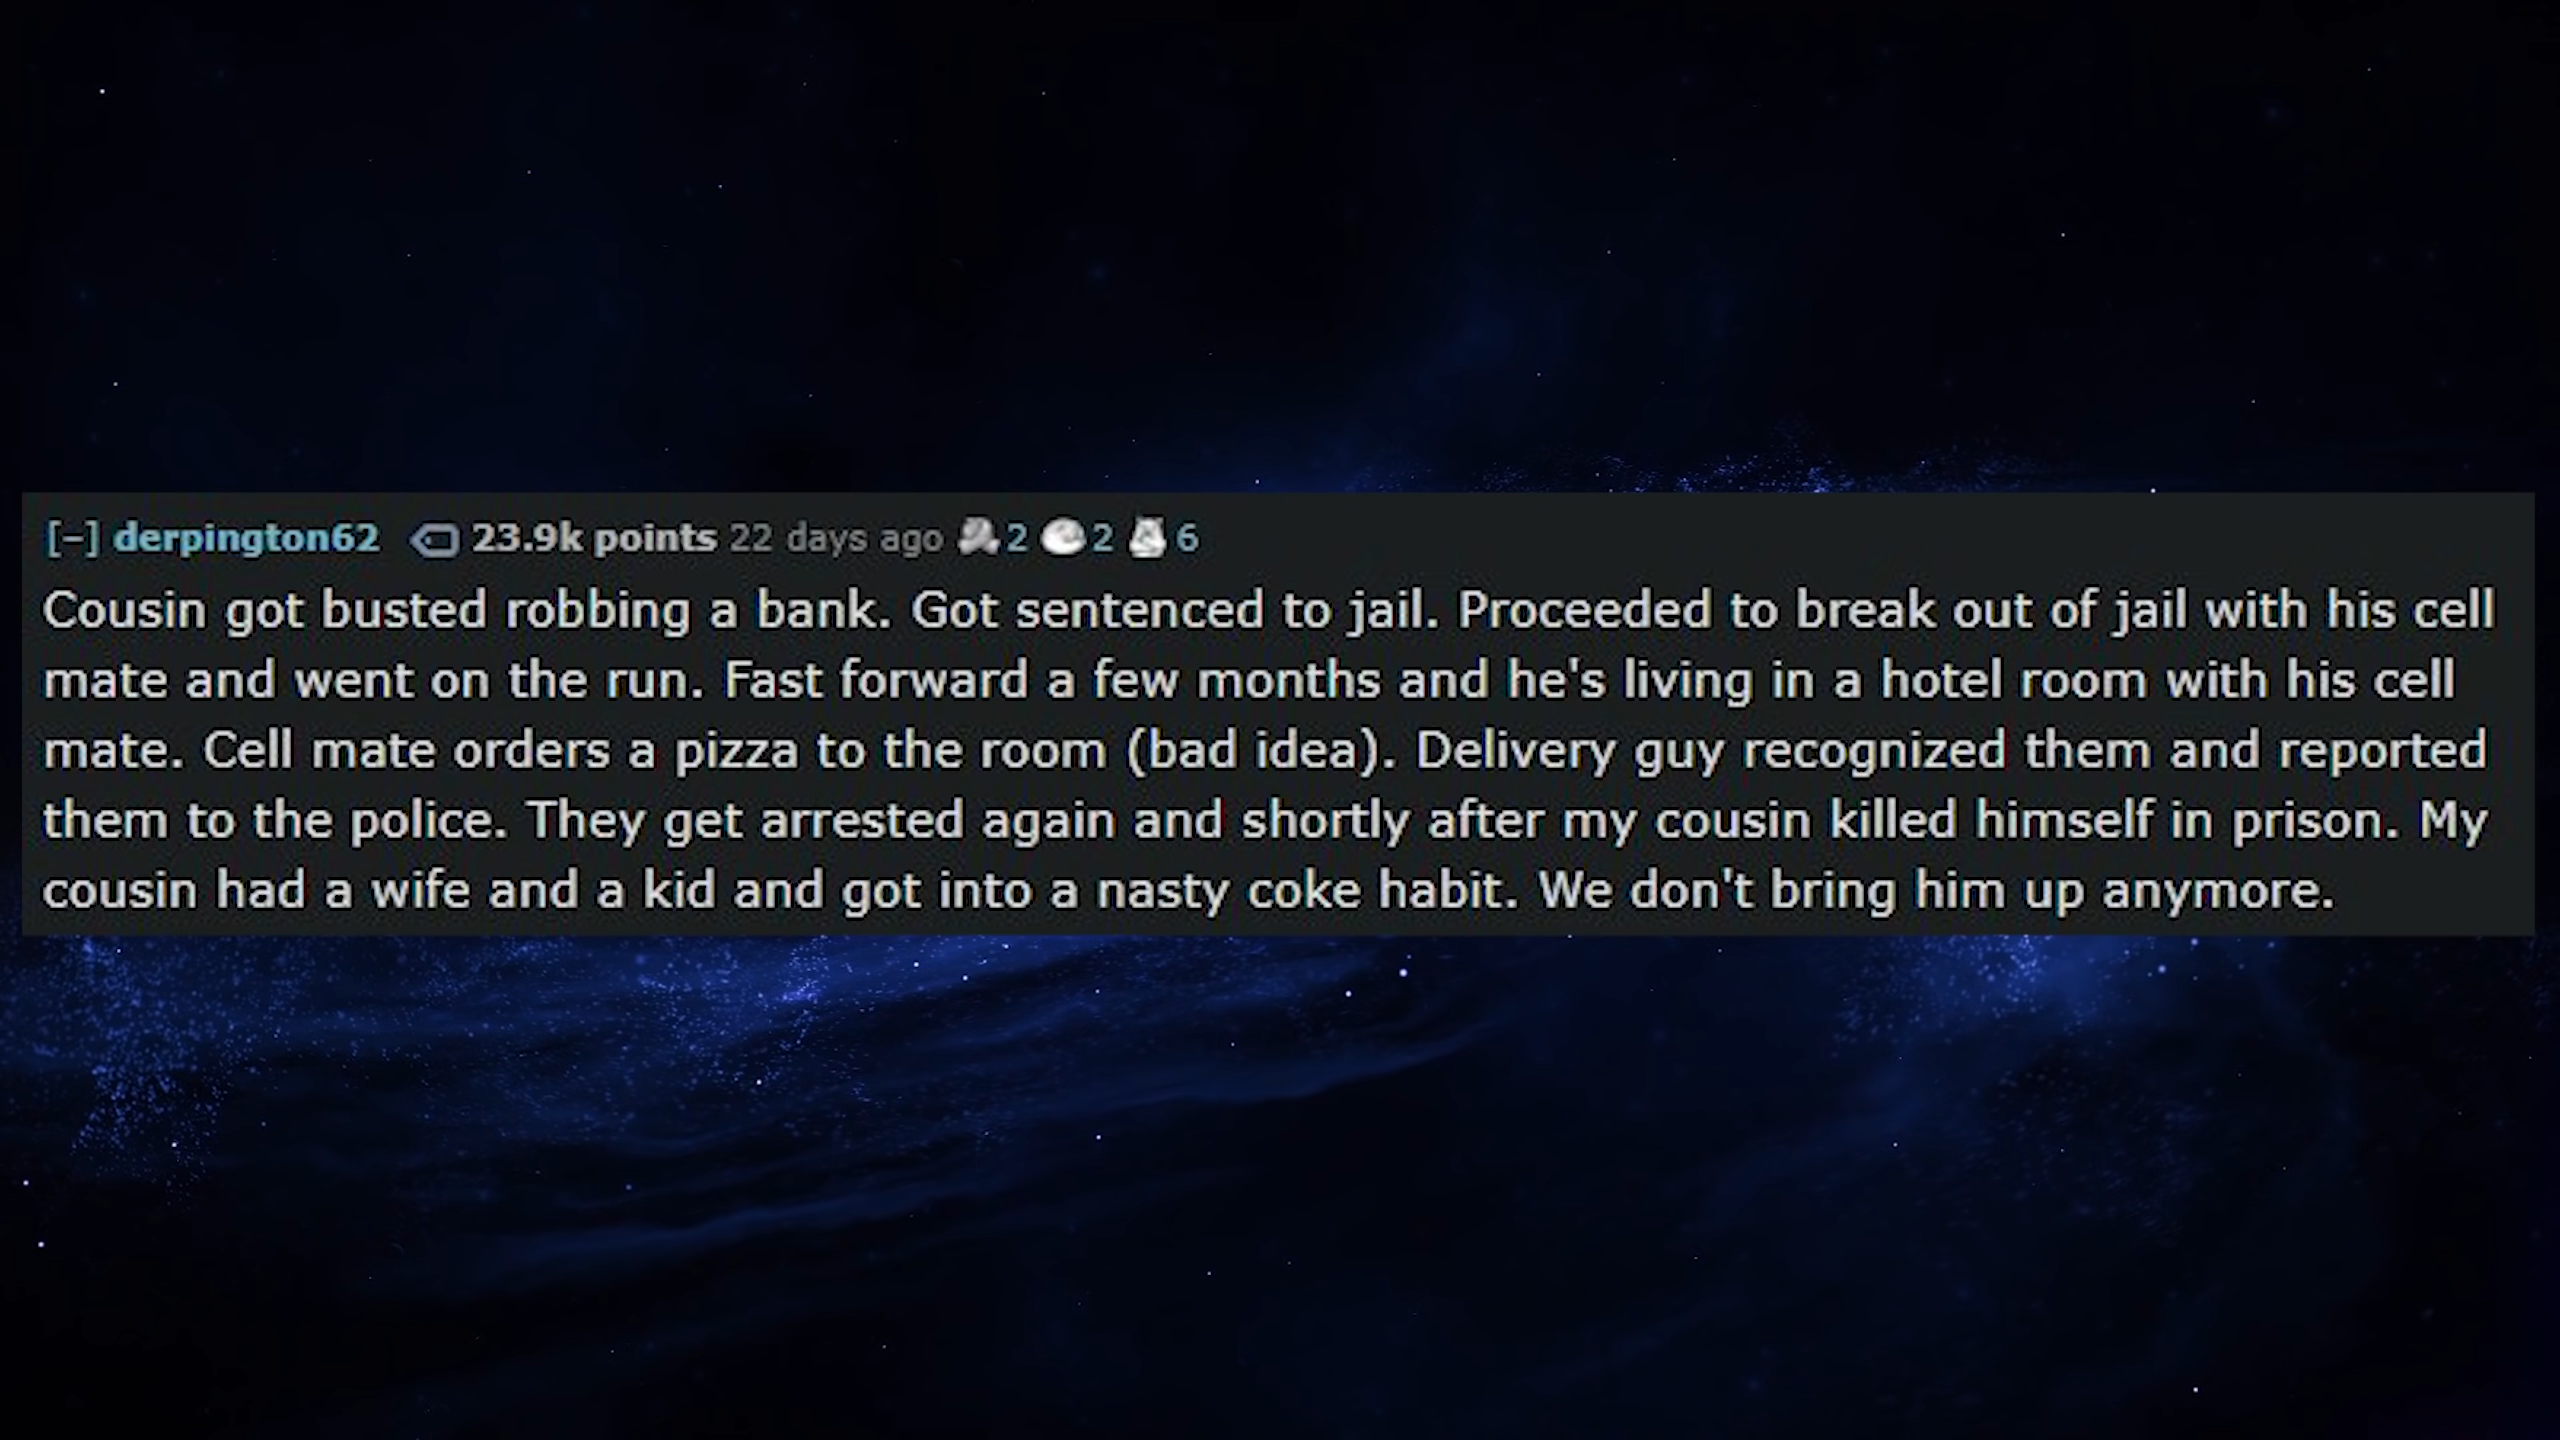 [–] derpington62 23.9k points 22 days ago 2 2 6
Cousin got busted robbing a bank. Got sentenced to jail. Proceeded to break out of jail with his cell
mate and went on the run. Fast forward a few months and he's living in a hotel room with his cell
mate. Cell mate orders a pizza to the room (bad idea). Delivery guy recognized them and reported
them to the police. They get arrested again and shortly after my cousin killed himself in prison. My
cousin had a wife and a kid and got into a nasty coke habit. We don't bring him up anymore.